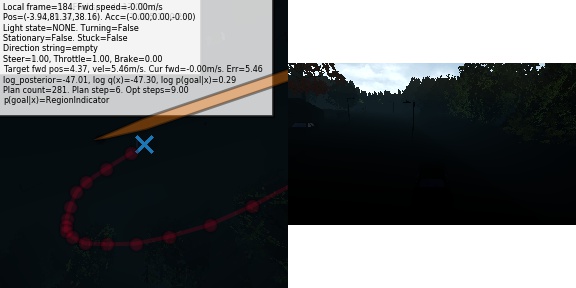 Local frame=184. Fwd speed=-0.00m/s
Pos=(-3.94,81.37,38.16). Acc=(-0.00;0.00,-0.00)
Light state=NONE. Turning=False
Stationary=False. Stuck=False
Direction string=empty
Steer=1.00, Throttle=1.00, Brake=0.00
Target fwd pos=4.37, vel=5.46m/s. Cur fwd=-0.00m/s. Err=5.46
log_posterior=-47.01, log q(x)=-47.30, log p(goal|x)=0.29
Plan count=281. Plan step=6. Opt steps=9.00
p(goal|x)=RegionIndicator